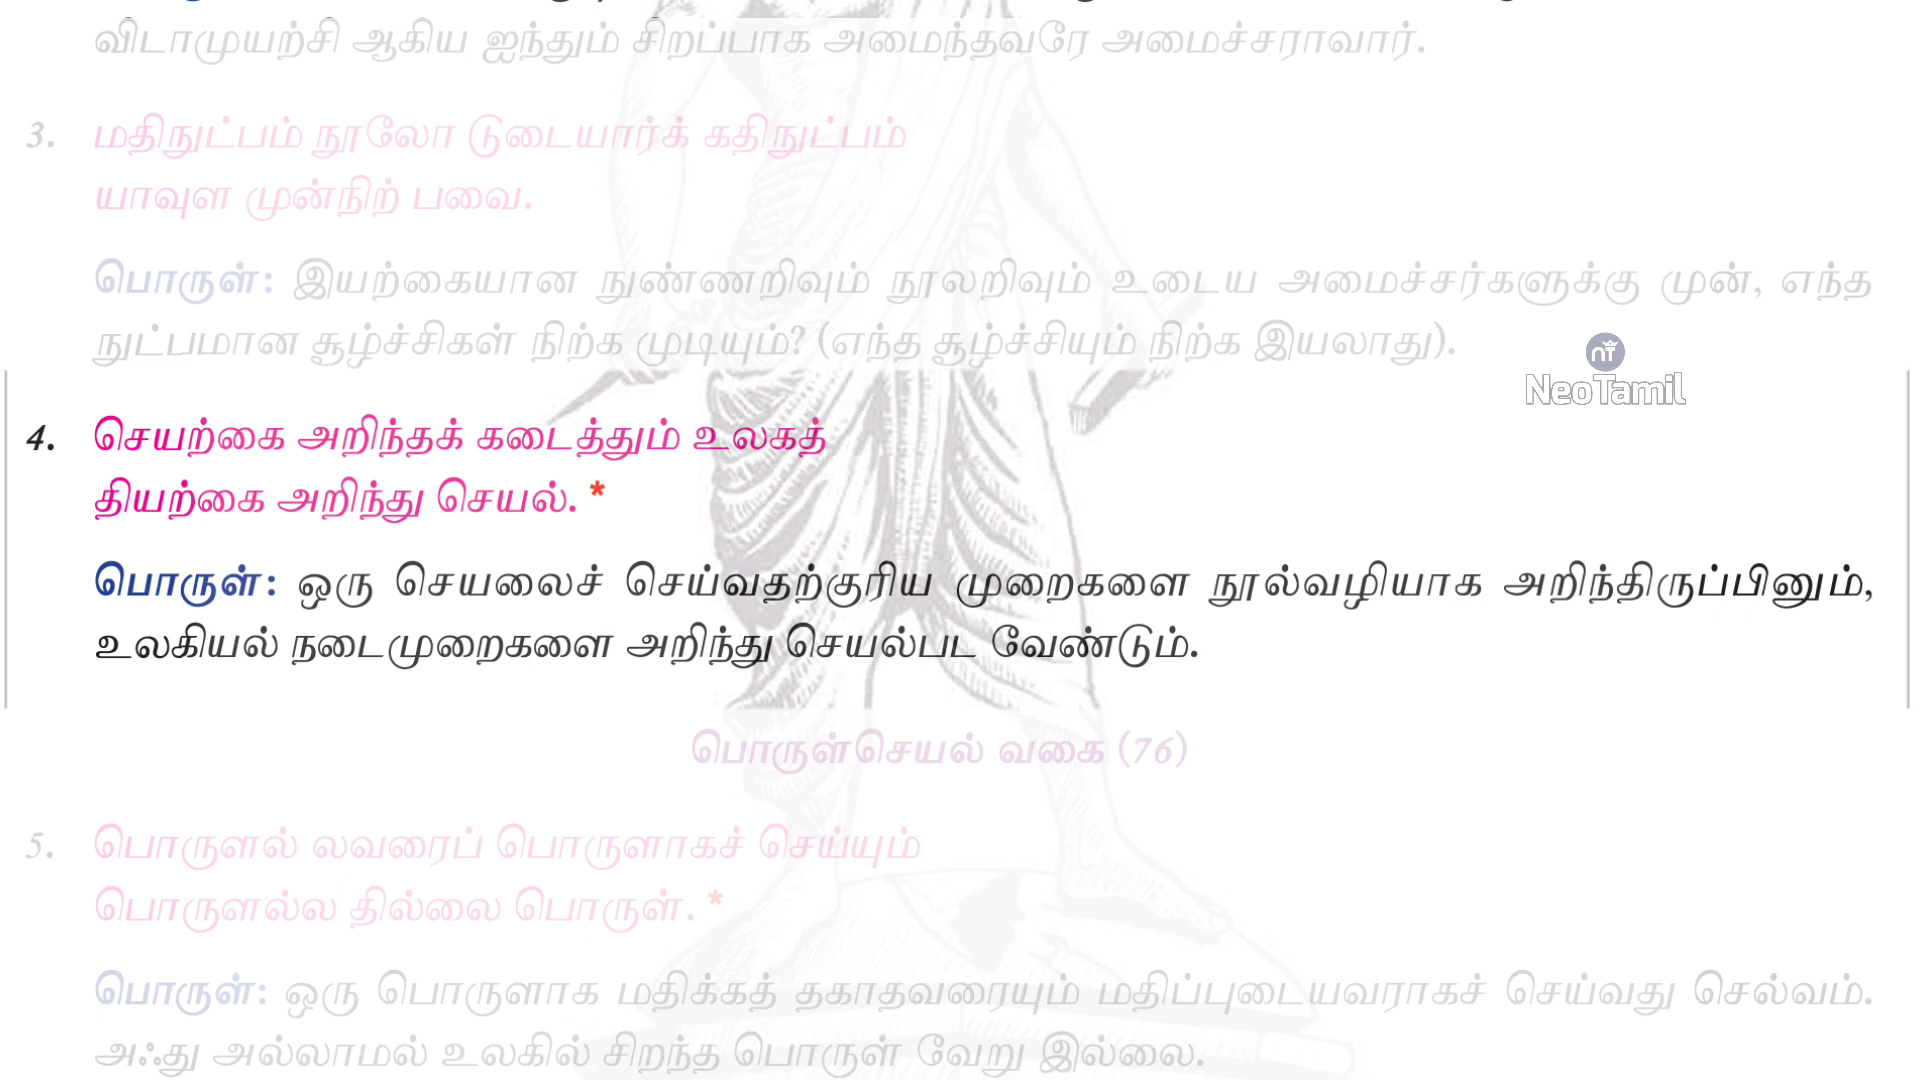 விடாமுயற்சி ஆகிய ஐந்தும் சிறப்பாக அமைந்தவரே அமைச்சராவார்.
3. மதிநுட்பம் நூலோ டுடையார்க் கதிநுட்பம்
யாவுள முன்நிற் பவை.
பொருள்: இயற்கையான நுண்ணறிவும் நூலறிவும் உடைய அமைச்சர்களுக்கு முன், எந்த
நுட்பமான சூழ்ச்சிகள் நிற்க முடியும்? (எந்த சூழ்ச்சியும் நிற்க இயலாது).
NeoTamil
4. செயற்கை அறிந்தக் கடைத்தும் உலகத்
தியற்கை அறிந்து செயல். *
பொருள்: ஒரு செயலைச் செய்வதற்குரிய முறைகளை நூல்வழியாக அறிந்திருப்பினும்,
உலகியல் நடைமுறைகளை அறிந்து செயல்பட வேண்டும்.
பொருள்செயல் வகை (76)
5. பொருளல் லவரைப் பொருளாகச் செய்யும்
பொருளல்ல தில்லை பொருள். *
பொருள்: ஒரு பொருளாக மதிக்கத் தகாதவரையும் மதிப்புடையவராகச் செய்வது செல்வம்.
அஃது அல்லாமல் உலகில் சிறந்த பொருள் வேறு இல்லை.